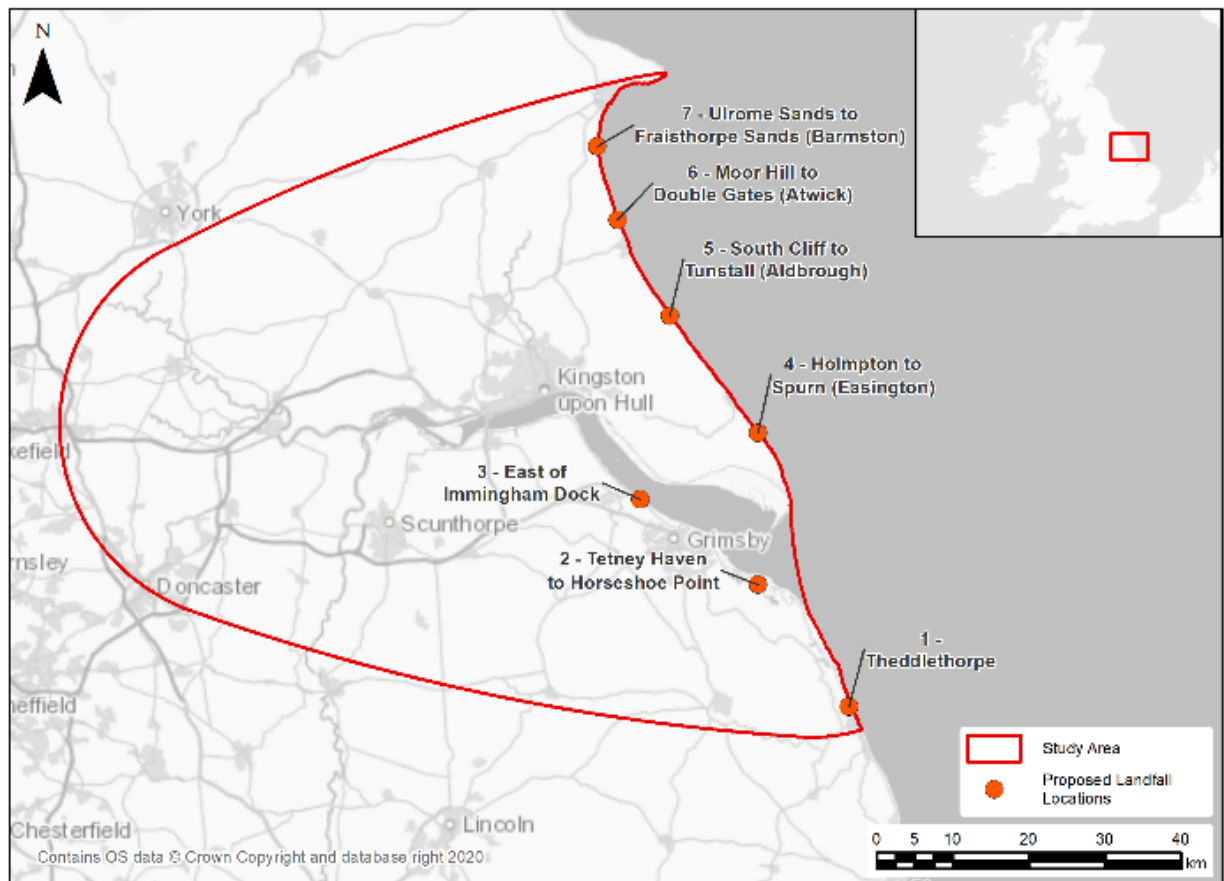 N
7 - Ulrome Sands to
Fraisthorpe Sands (Barmston)
6 - Moor Hill to
Double Gates (Atwick)
York
5 - South Cliff to
Tunstall (Aldbrough)
Kingston
upon Hull
4 - Holmpton to
Spurn (Easington)
kefield
3 - East of
Immingham Dock
Scunthorpe
Grimsby
rnsley
2 - Tetney Haven
to Horseshoe Point
Doncaster
1 -
Theddlethorpe
heffield
Study Area
Proposed Landfall
Locations
Lincoln
Chesterfield
Contains OS data © Crown Copyright and database right 2020
0 5 10 20 30 40
km